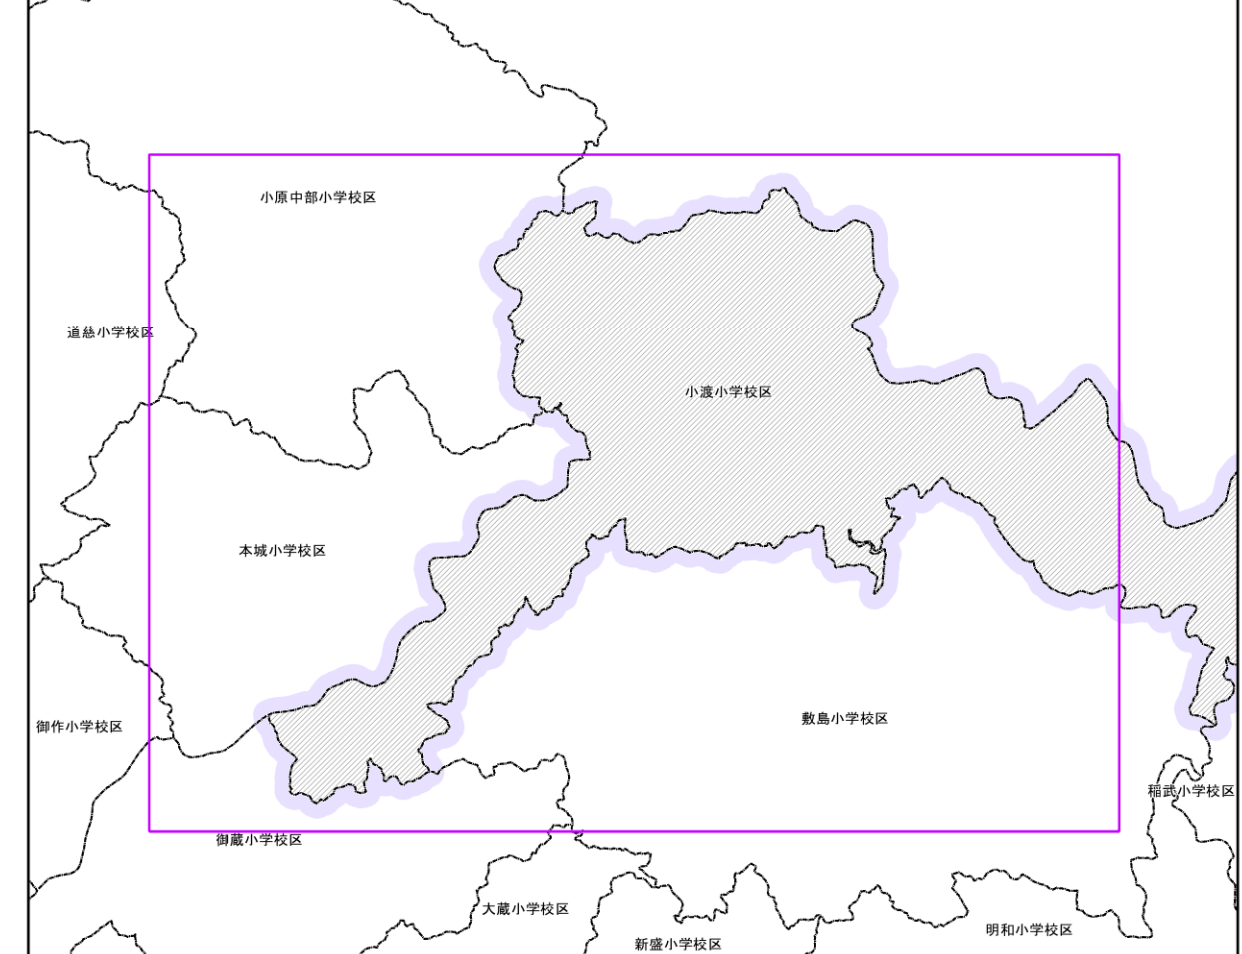 小原中部小学校区
道慈小学校区
小渡小学校区
本城小学校区
敷島小学校区
御作小学校区
稲武小学校区
御蔵小学校区
大蔵小学校区
明和小学校区
新盛小学校区